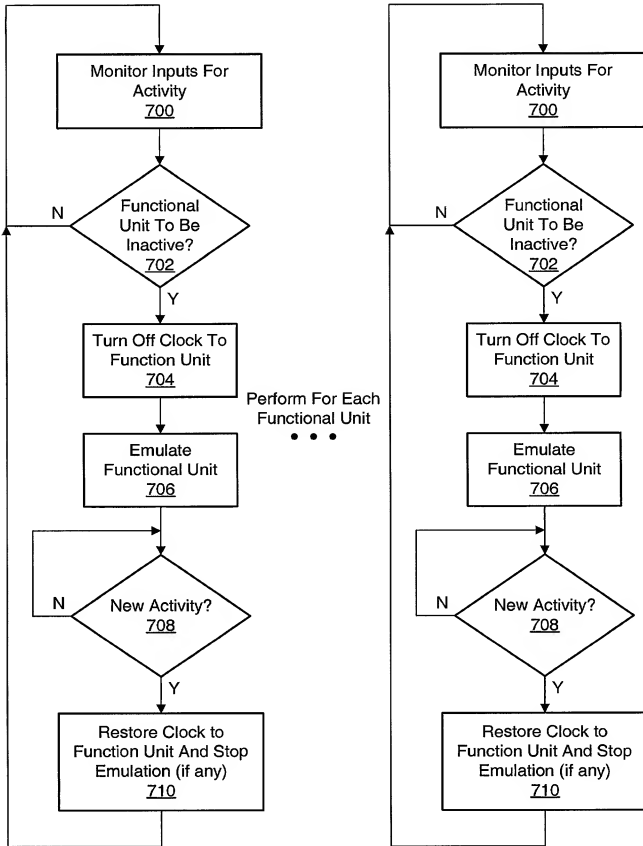 Monitor Inputs For
Activity
700
N
Functional
Unit To Be
Inactive?
702
Y
Turn Off Clock To
Function Unit
704
Emulate
Functional Unit
706
N
New Activity?
708
Y
Restore Clock to
Function Unit And Stop
Emulation (if any)
710
Perform For Each
Functional Unit
• • •
Monitor Inputs For
Activity
700
N
Functional
Unit To Be
Inactive?
702
Y
Turn Off Clock To
Function Unit
704
Emulate
Functional Unit
706
N
New Activity?
708
Y
Restore Clock to
Function Unit And Stop
Emulation (if any)
710